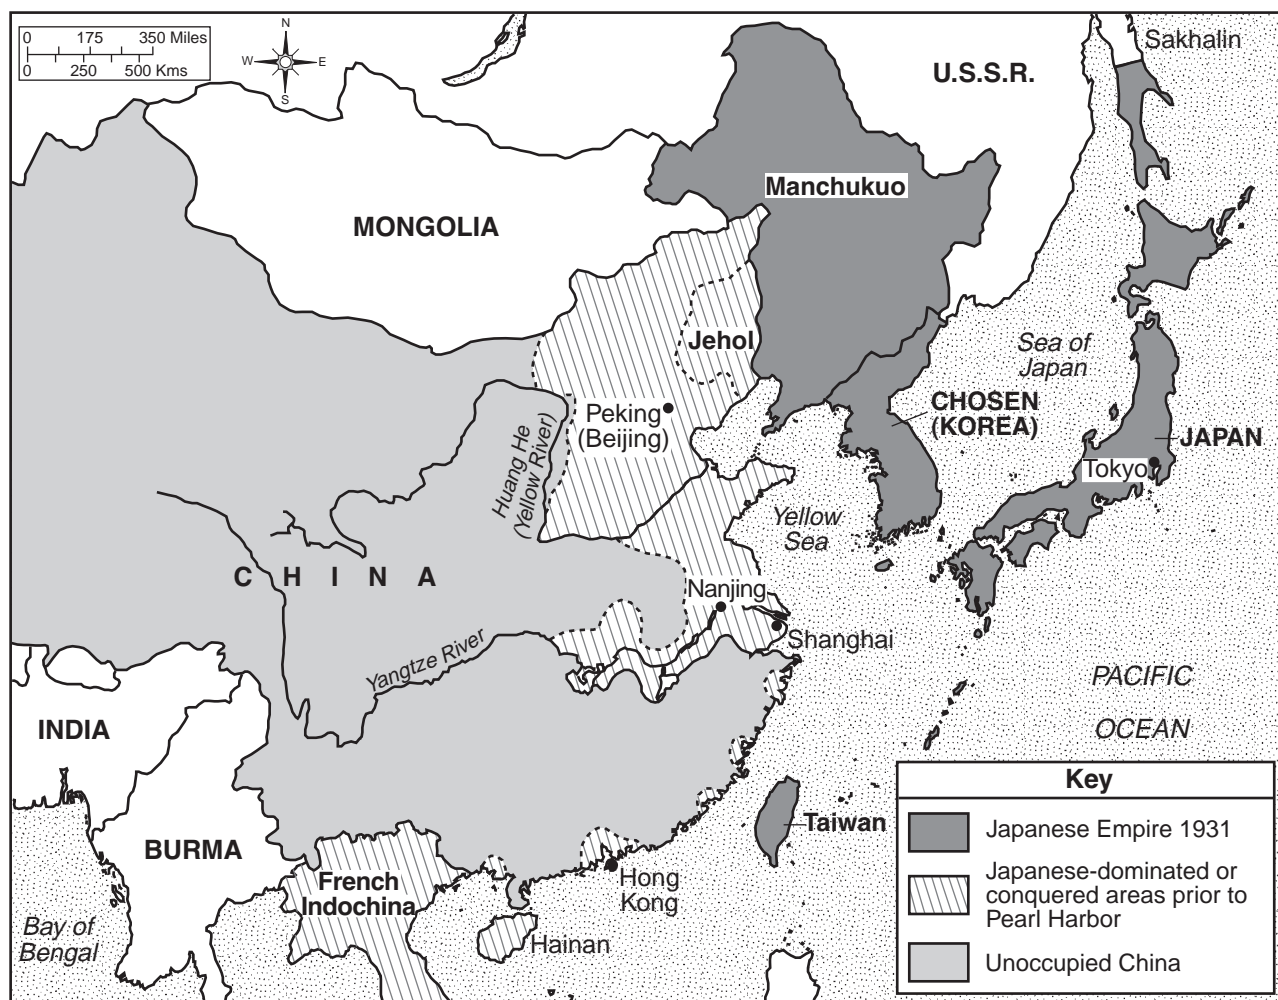 0 175 350 Miles
0 250 500 Kms
N
W E
S
Sakhalin
U.S.S.R.
Manchukuo
MONGOLIA
Jehol
Sea of
Japan
Peking
(Beijing)
CHOSEN
(KOREA)
JAPAN
Tokyo
Huang He
(Yellow River)
Yellow
Sea
CHINA
Nanjing
Shanghai
Yangtze River
PACIFIC
OCEAN
INDIA
BURMA
Taiwan
French
Indochina
Hong
Kong
Hainan
Bay of
Bengal
Key
Japanese Empire 1931
Japanese-dominated or
conquered areas prior to
Pearl Harbor
Unoccupied China